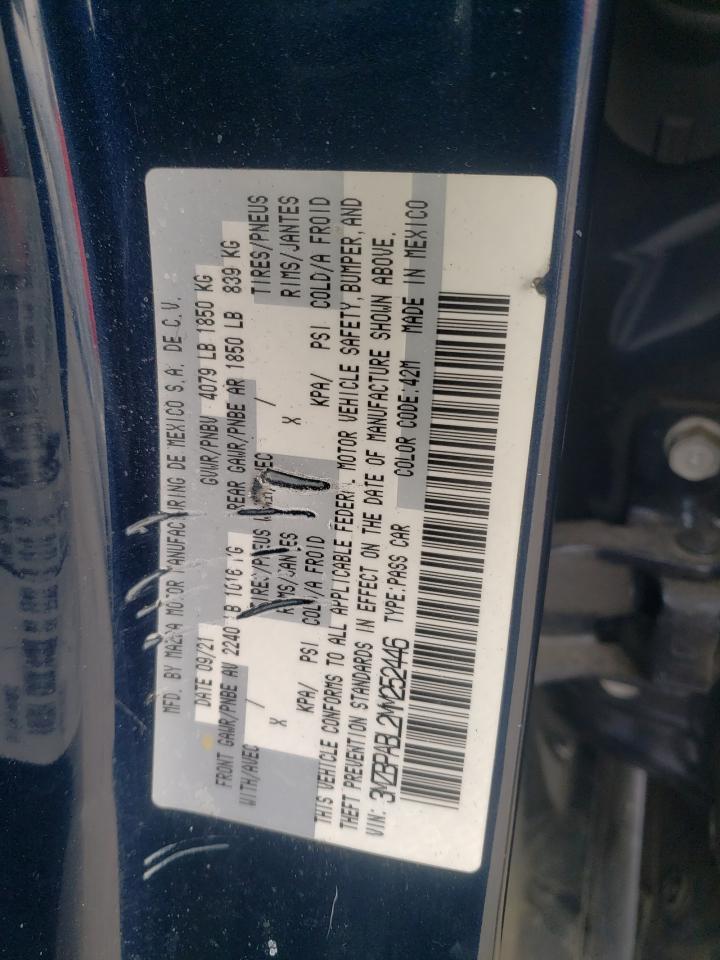 MFD. BY MAZDA MOTOR MANUFACTURING DE MEXICO S.A. DE C.V.
DATE 09/21 GVWR/PNBV 4079 LB 1850 KG
FRONT GAWR/PNBE AV 2240 LB 1016 KG REAR GAWR/PNBE AR 1850 LB 839 KG
WITH/AVEC / TIRES/PNEUS / TIRES/PNEUS
X RIMS/JANTES X RIMS/JANTES
KPA/ PSI COLD/A FROID KPA/ PSI COLD/A FROID
THIS VEHICLE CONFORMS TO ALL APPLICABLE FEDERAL MOTOR VEHICLE SAFETY, BUMPER, AND
THEFT PREVENTION STANDARDS IN EFFECT ON THE DATE OF MANUFACTURE SHOWN ABOVE.
VIN: 3MZBPABL2NM252446 TYPE:PASS CAR COLOR CODE:42M MADE IN MEXICO